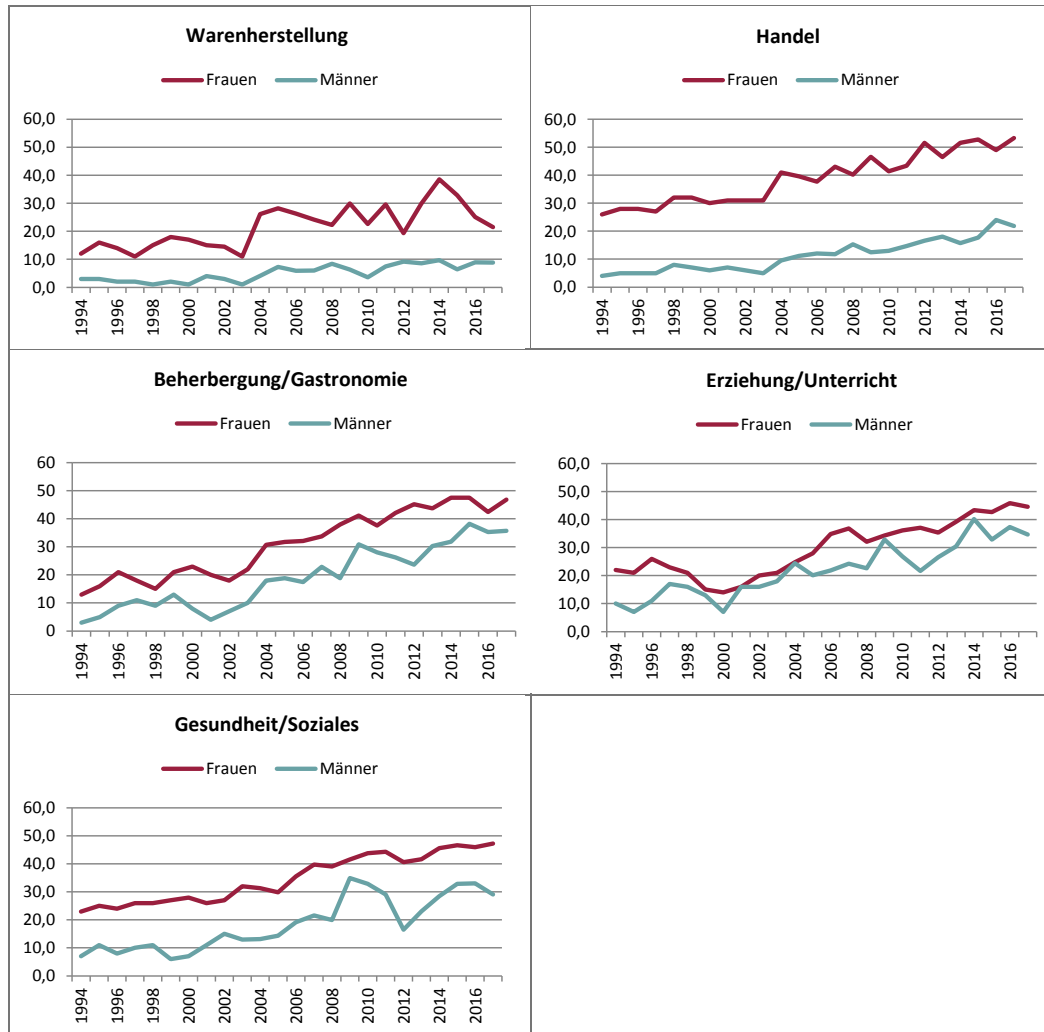 Warenherstellung
Frauen Männer
60,0
50,0
40,0
30,0
20,0
10,0
0,0
1994 1996 1998 2000 2002 2004 2006 2008 2010 2012 2014 2016
Handel
Frauen Männer
60,0
50,0
40,0
30,0
20,0
10,0
0,0
1994 1996 1998 2000 2002 2004 2006 2008 2010 2012 2014 2016
Beherbergung/Gastronomie
Frauen Männer
60
50
40
30
20
10
0
1994 1996 1998 2000 2002 2004 2006 2008 2010 2012 2014 2016
Erziehung/Unterricht
Frauen Männer
60,0
50,0
40,0
30,0
20,0
10,0
0,0
1994 1996 1998 2000 2002 2004 2006 2008 2010 2012 2014 2016
Gesundheit/Soziales
Frauen Männer
60,0
50,0
40,0
30,0
20,0
10,0
0,0
1994 1996 1998 2000 2002 2004 2006 2008 2010 2012 2014 2016